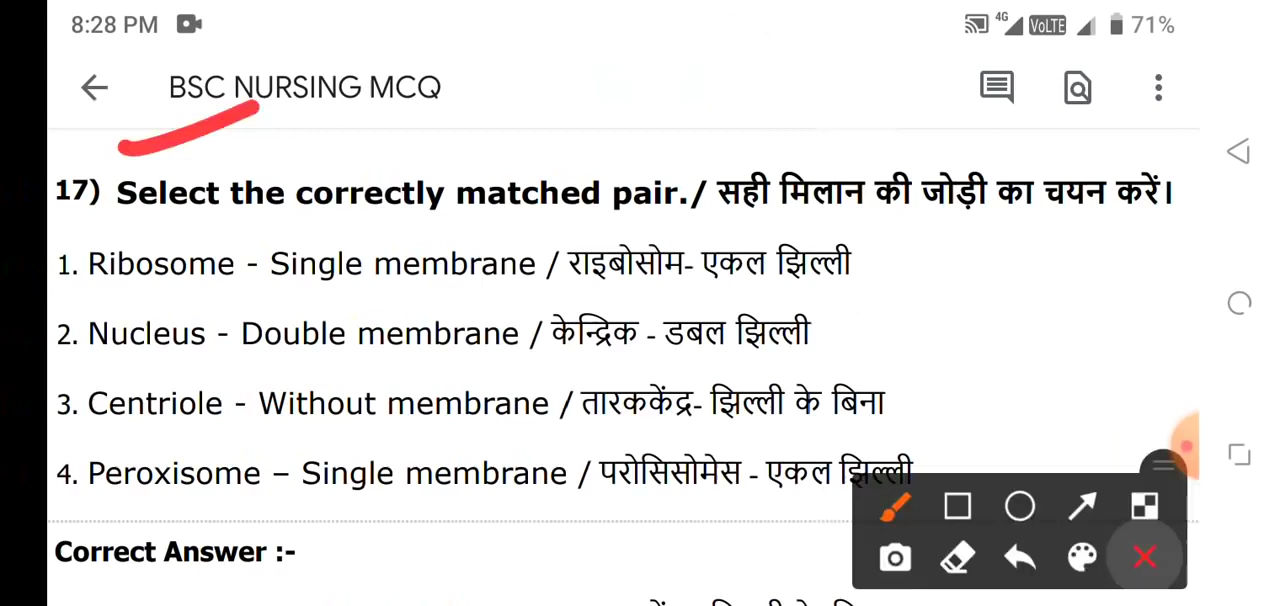 8:28 PM 4G VoLTE 71%
BSC NURSING MCQ
17) Select the correctly matched pair./ सही मिलान की जोड़ी का चयन करें।
1. Ribosome - Single membrane / राइबोसोम- एकल झिल्ली
2. Nucleus - Double membrane / केन्द्रिक - डबल झिल्ली
3. Centriole - Without membrane / तारककेंद्र- झिल्ली के बिना
4. Peroxisome – Single membrane / परोसिसोमेस - एकल झिल्ली
Correct Answer :-